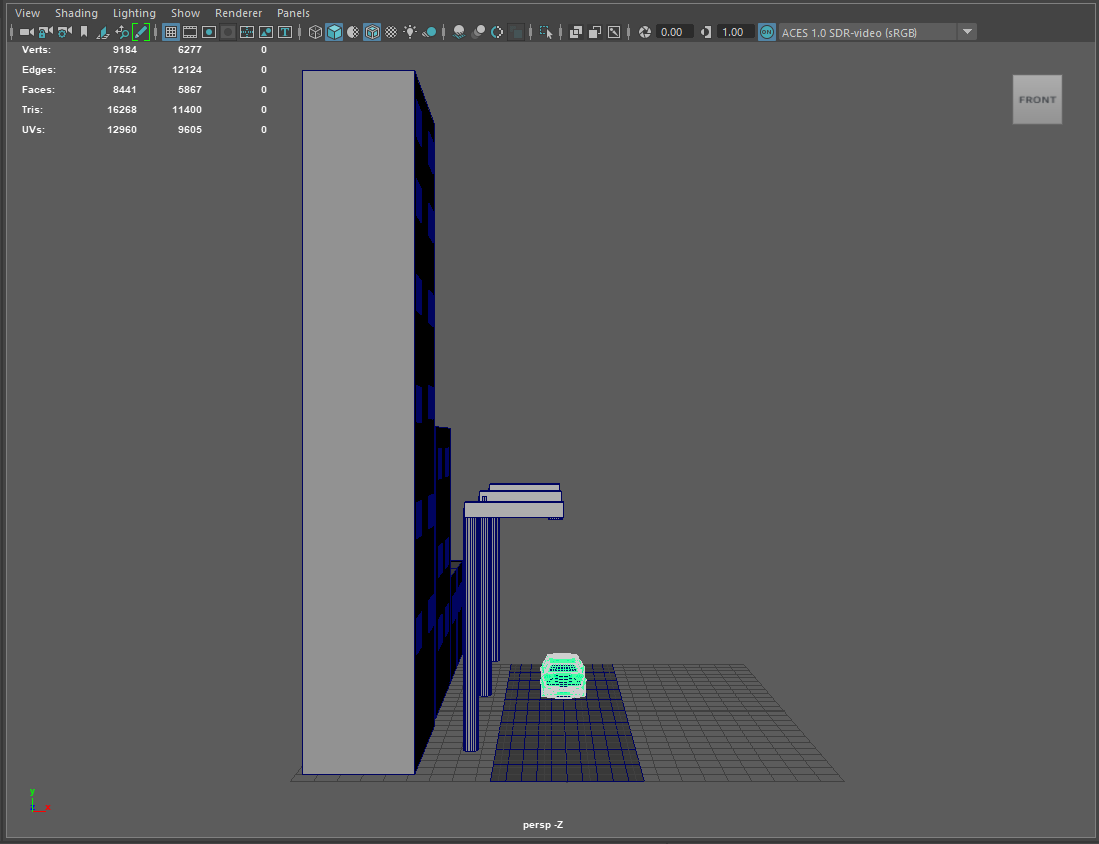 View Shading Lighting Show Renderer Panels
0.00 1.00 ON ACES 1.0 SDR-video (sRGB)
Verts: 9184 6277 0
Edges: 17552 12124 0
Faces: 8441 5867 0
Tris: 16268 11400 0
UVs: 12960 9605 0
FRONT
y
persp -Z